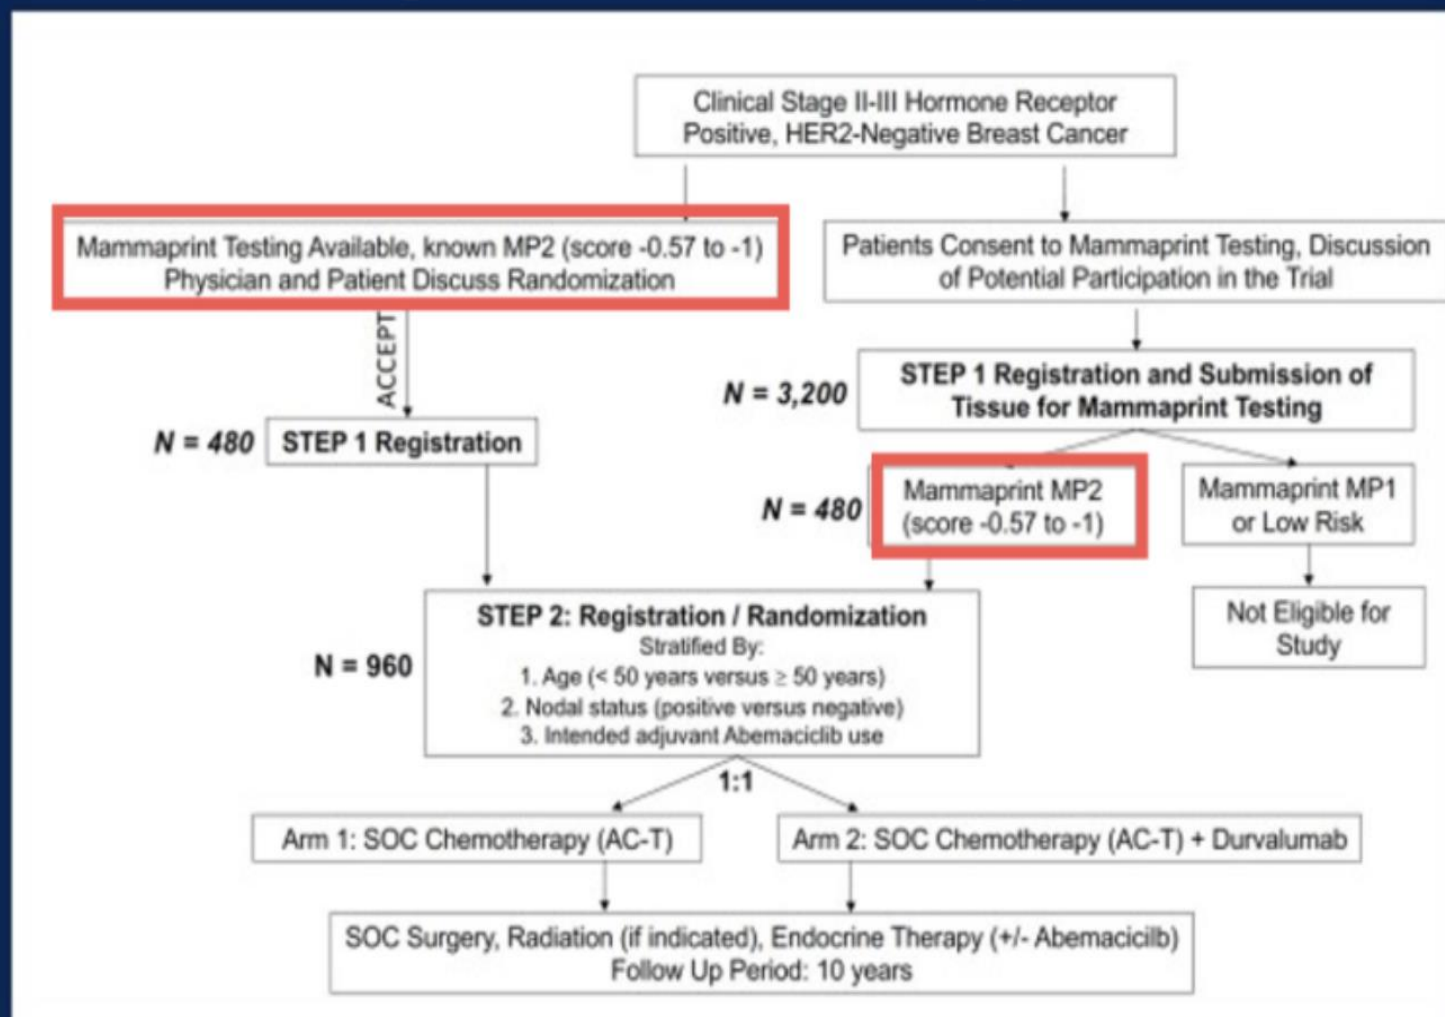 Clinical Stage II-III Hormone Receptor
Positive, HER2-Negative Breast Cancer
Mammaprint Testing Available, known MP2 (score -0.57 to -1)
Physician and Patient Discuss Randomization
Patients Consent to Mammaprint Testing, Discussion
of Potential Participation in the Trial
ACCEPT
N = 3,200
STEP 1 Registration and Submission of
Tissue for Mammaprint Testing
N = 480
STEP 1 Registration
N = 480
Mammaprint MP2
(score -0.57 to -1)
Mammaprint MP1
or Low Risk
Not Eligible for
Study
N = 960
STEP 2: Registration / Randomization
Stratified By:
1. Age (< 50 years versus ≥ 50 years)
2. Nodal status (positive versus negative)
3. Intended adjuvant Abemaciclib use
1:1
Arm 1: SOC Chemotherapy (AC-T)
Arm 2: SOC Chemotherapy (AC-T) + Durvalumab
SOC Surgery, Radiation (if indicated), Endocrine Therapy (+/- Abemacicilb)
Follow Up Period: 10 years